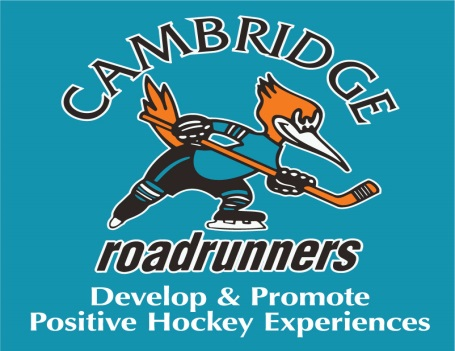 CAMBRIDGE
roadrunners
Develop & Promote
Positive Hockey Experiences